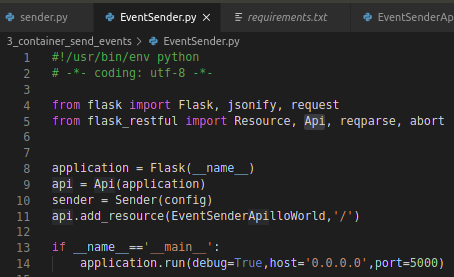 sender.py
EventSender.py
requirements.txt
EventSenderAp
3_container_send_events > EventSender.py
1 #!/usr/bin/env python
2 # -*- coding: utf-8 -*-
3
4 from flask import Flask, jsonify, request
5 from flask_restful import Resource, Api, reqparse, abort
6
7
8 application = Flask(__name__)
9 api = Api(application)
10 sender = Sender(config)
11 api.add_resource(EventSenderApilloWorld,'/')
12
13 if __name__=='__main__':
14 application.run(debug=True,host='0.0.0.0',port=5000)